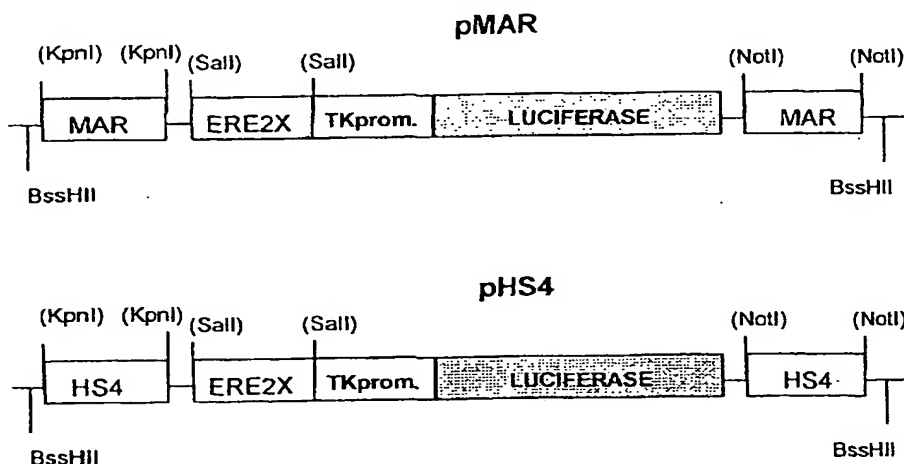 pMAR
(KpnI) (KpnI) (SalI) (SalI) (NotI) (NotI)
MAR ERE2X TKprom. LUCIFERASE MAR
BssHII BssHII
pHS4
(KpnI) (KpnI) (SalI) (SalI) (NotI) (NotI)
HS4 ERE2X TKprom. LUCIFERASE HS4
BssHII BssHII